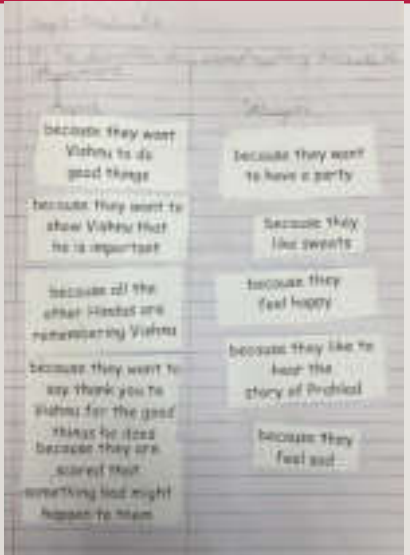 because they want
Vishnu to do
good things
because they want to
show Vishnu that
he is important
because all the
other Hindus are
remembering Vishnu
because they want to
say thank you to
Vishnu for the good
things he does
because they are
scared that
something bad might
happen to them
because they want
to have a party
because they
like sweets
because they
feel happy
because they like to
hear the
story of Prahlad
because they
feel sad